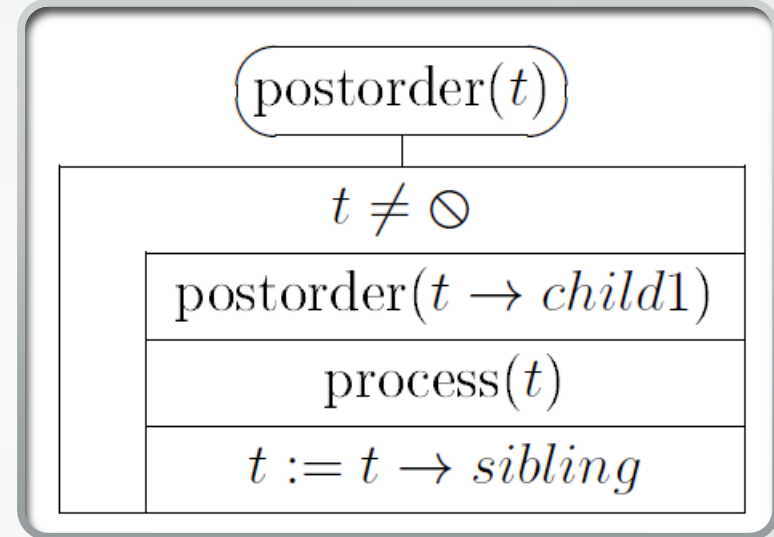 postorder(t)
t ≠ ⦸
postorder(t → child1)
process(t)
t := t → sibling